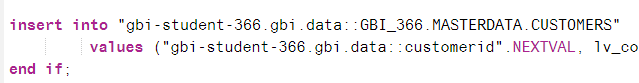 insert into "gbi-student-366.gbi.data::GBI_366.MASTERDATA.CUSTOMERS"
values ("gbi-student-366.gbi.data::customerid".NEXTVAL, lv_co
end if;